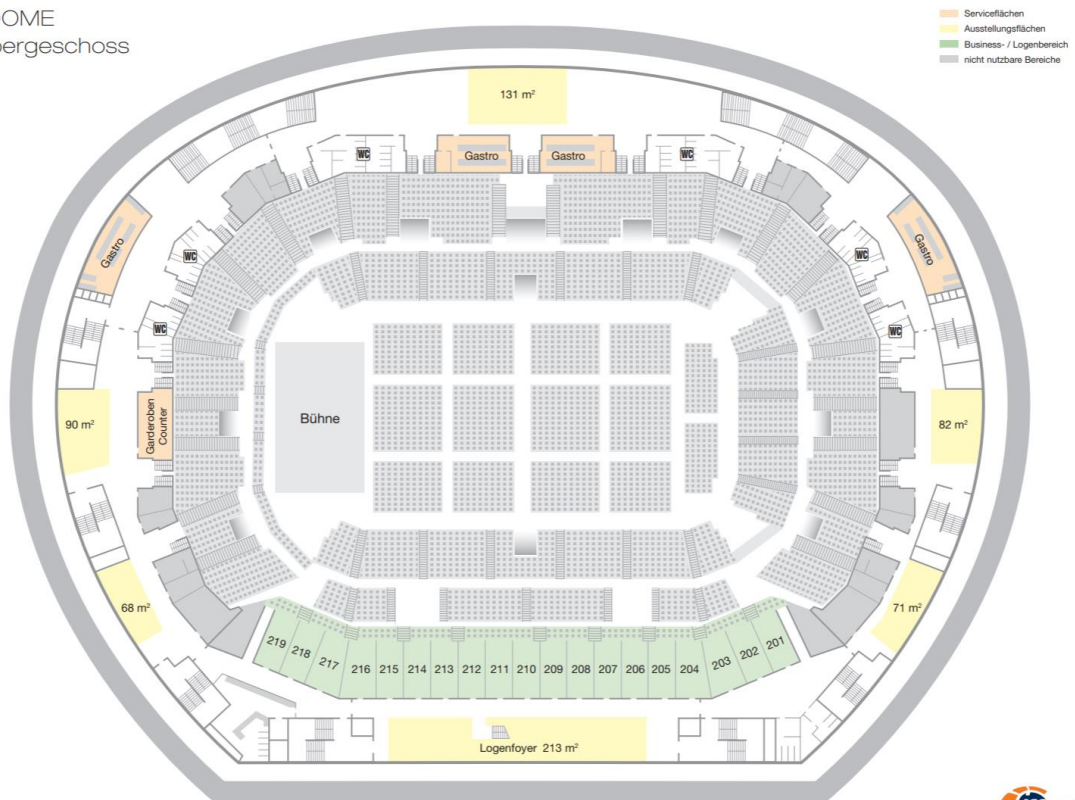 OME
ergeschoss
Serviceflächen
Ausstellungsflächen
Business- / Logenbereich
nicht nutzbare Bereiche
131 m²
WC
Gastro
Gastro
WC
Gastro
WC
WC
Gastro
WC
WC
Bühne
90 m²
Garderoben
Counter
82 m²
68 m²
71 m²
219
218
217
216
215
214
213
212
211
210
209
208
207
206
205
204
203
202
201
Logenfoyer 213 m²